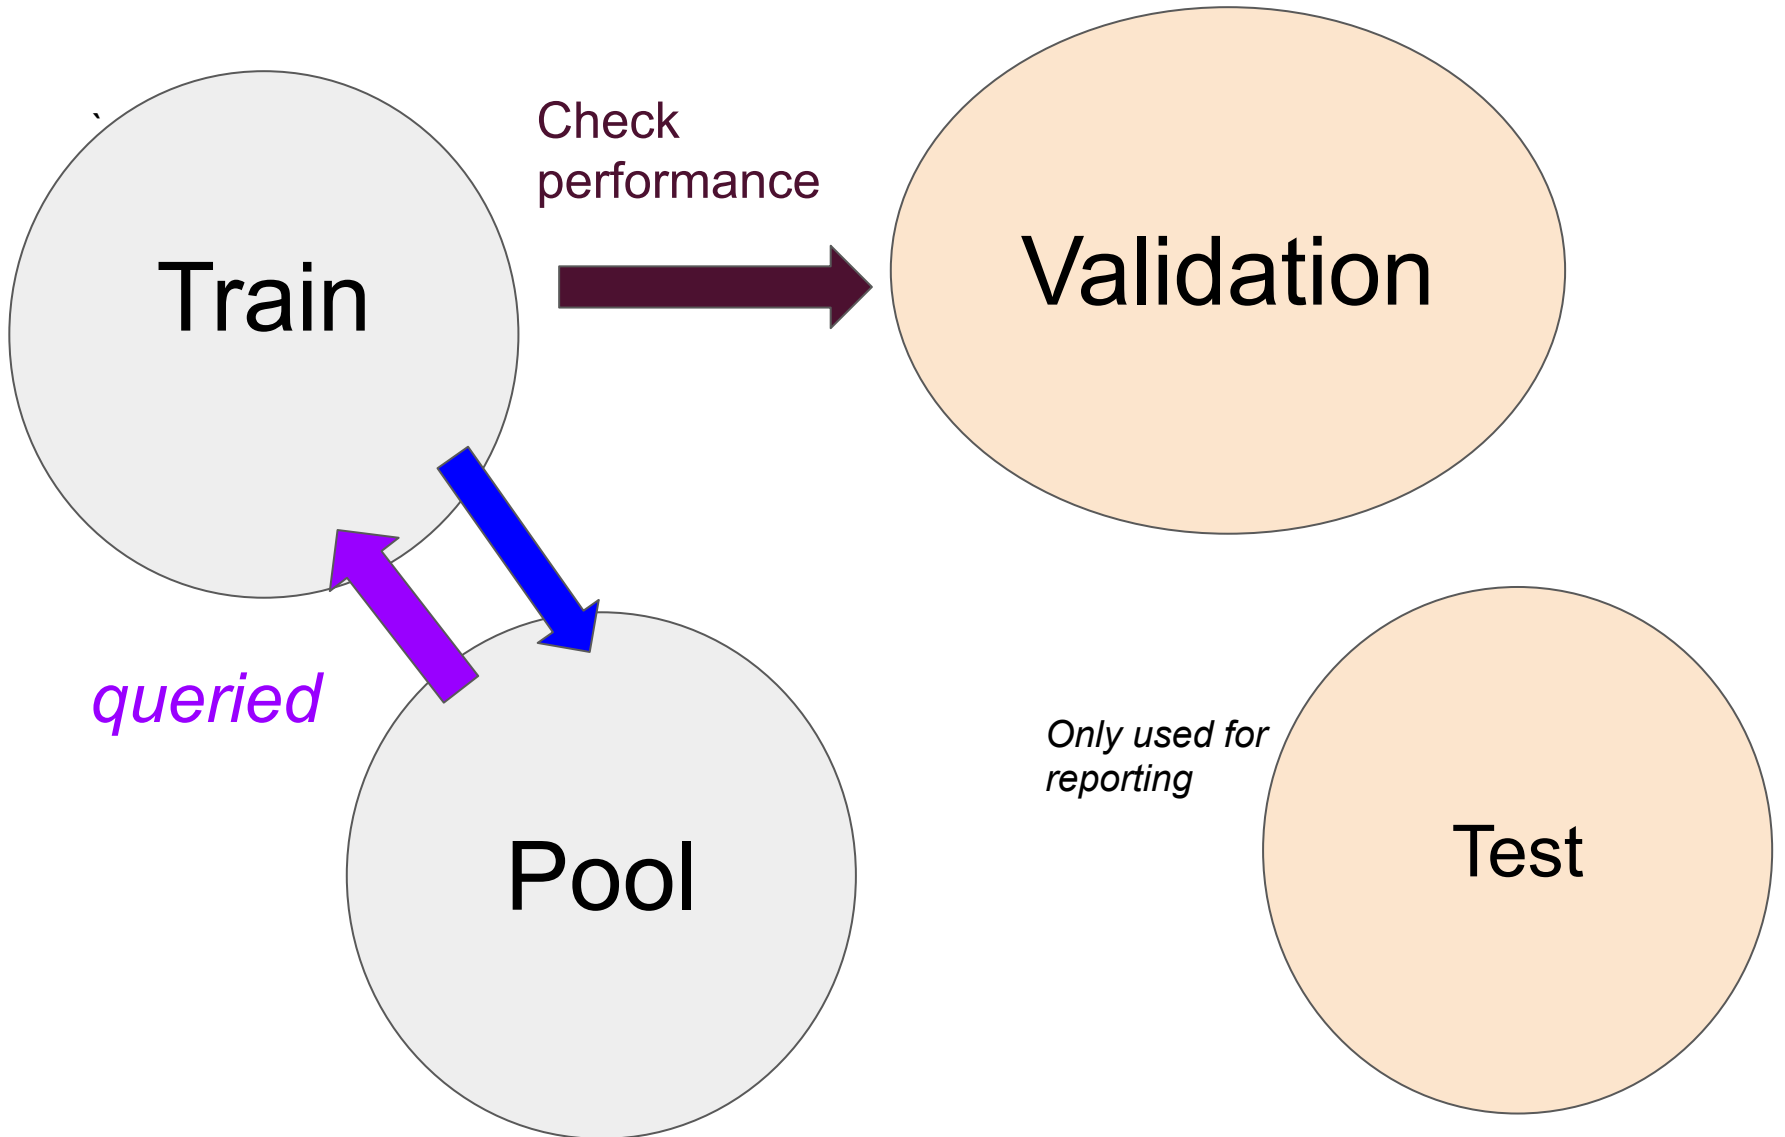 `
Check
performance
Train
Validation
queried
Only used for
reporting
Pool
Test